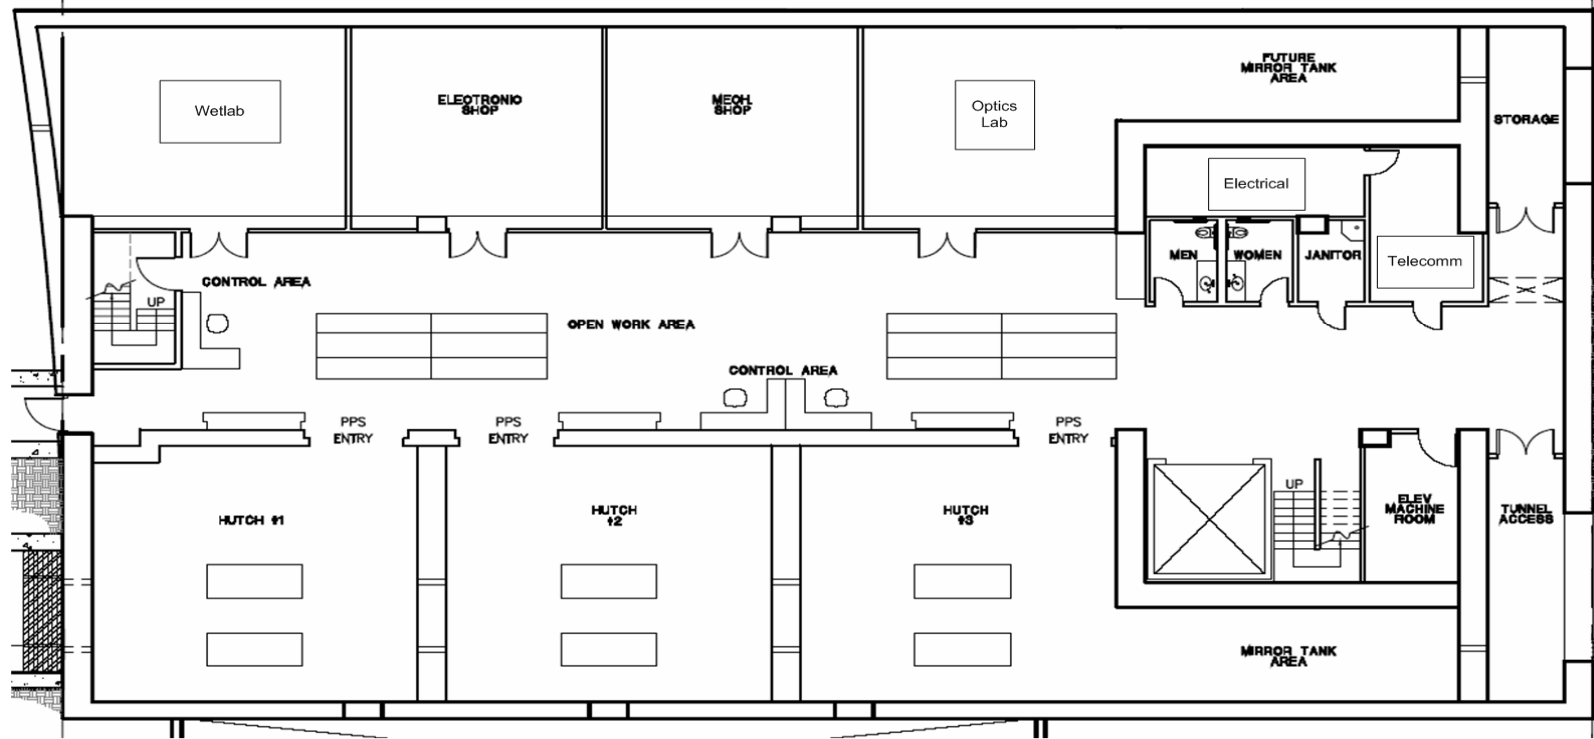 FUTURE
MIRROR TANK
AREA
Wetlab
ELECTRONIC
SHOP
MECH.
SHOP
Optics
Lab
STORAGE
Electrical
MEN
WOMEN
JANITOR
Telecomm
CONTROL AREA
UP
OPEN WORK AREA
CONTROL AREA
PPS
ENTRY
PPS
ENTRY
PPS
ENTRY
HUTCH #1
HUTCH
#2
HUTCH
#3
UP
ELEV
MACHINE
ROOM
TUNNEL
ACCESS
MIRROR TANK
AREA